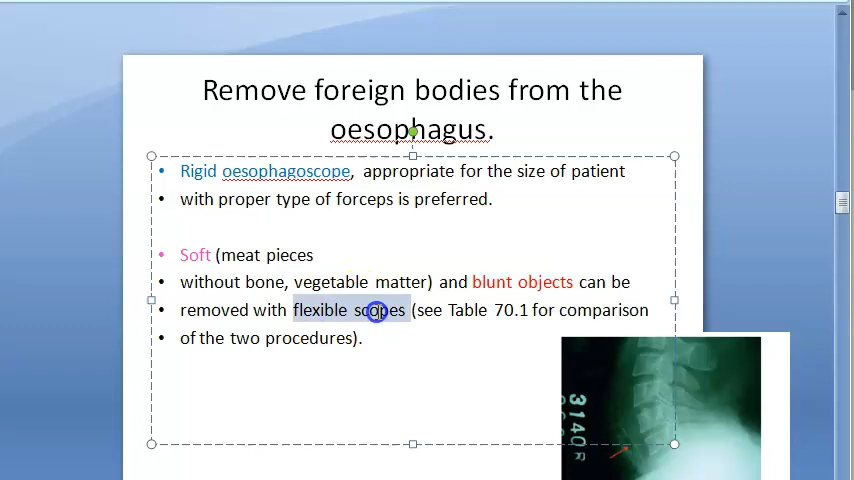 Remove foreign bodies from the
oesophagus.
• Rigid oesophagoscope, appropriate for the size of patient
• with proper type of forceps is preferred.
• Soft (meat pieces
• without bone, vegetable matter) and blunt objects can be
• removed with flexible scopes (see Table 70.1 for comparison
• of the two procedures).
3140R